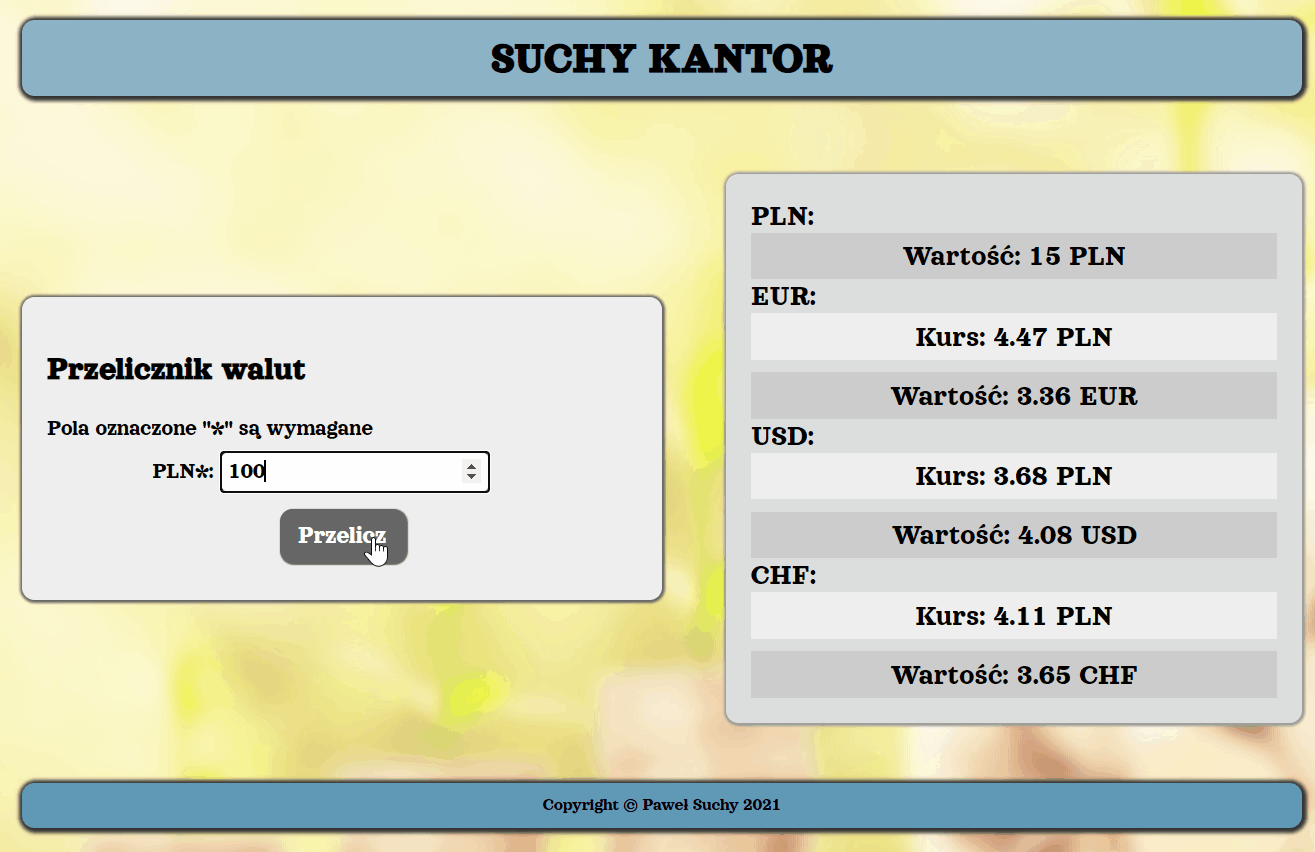 SUCHY KANTOR
Przelicznik walut
Pola oznaczone "*" są wymagane
PLN*: 100
Przelicz
PLN:
Wartość: 15 PLN
EUR:
Kurs: 4.47 PLN
Wartość: 3.36 EUR
USD:
Kurs: 3.68 PLN
Wartość: 4.08 USD
CHF:
Kurs: 4.11 PLN
Wartość: 3.65 CHF
Copyright © Paweł Suchy 2021